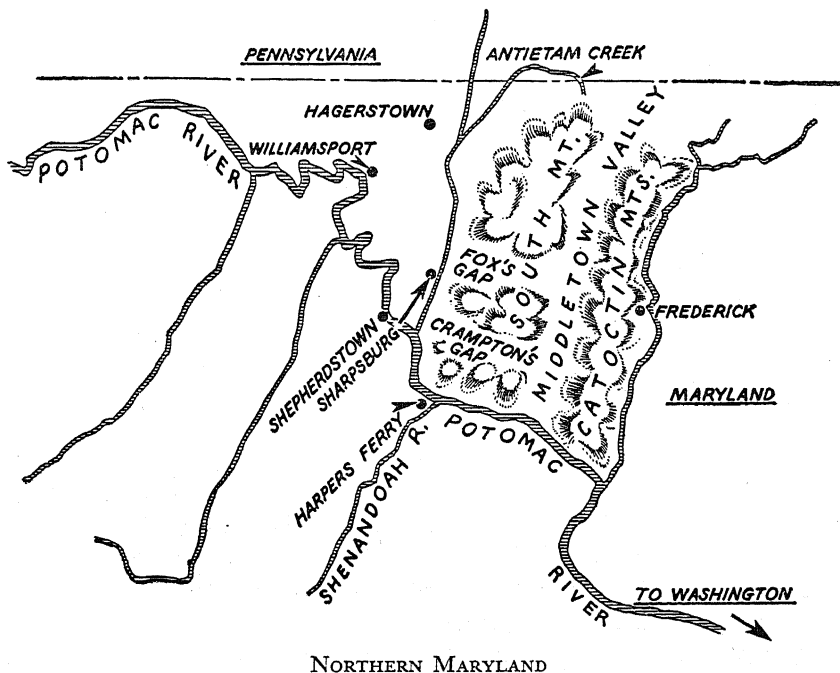 PENNSYLVANIA
ANTIETAM CREEK
HAGERSTOWN
POTOMAC RIVER
WILLIAMSPORT
SOUTH MT.
MIDDLETOWN VALLEY
CATOCTIN MTS.
FOX'S
GAP
FREDERICK
SHEPHERDSTOWN
SHARPSBURG
CRAMPTON'S
GAP
MARYLAND
HARPERS FERRY
SHENANDOAH R.
POTOMAC
RIVER
TO WASHINGTON
NORTHERN MARYLAND